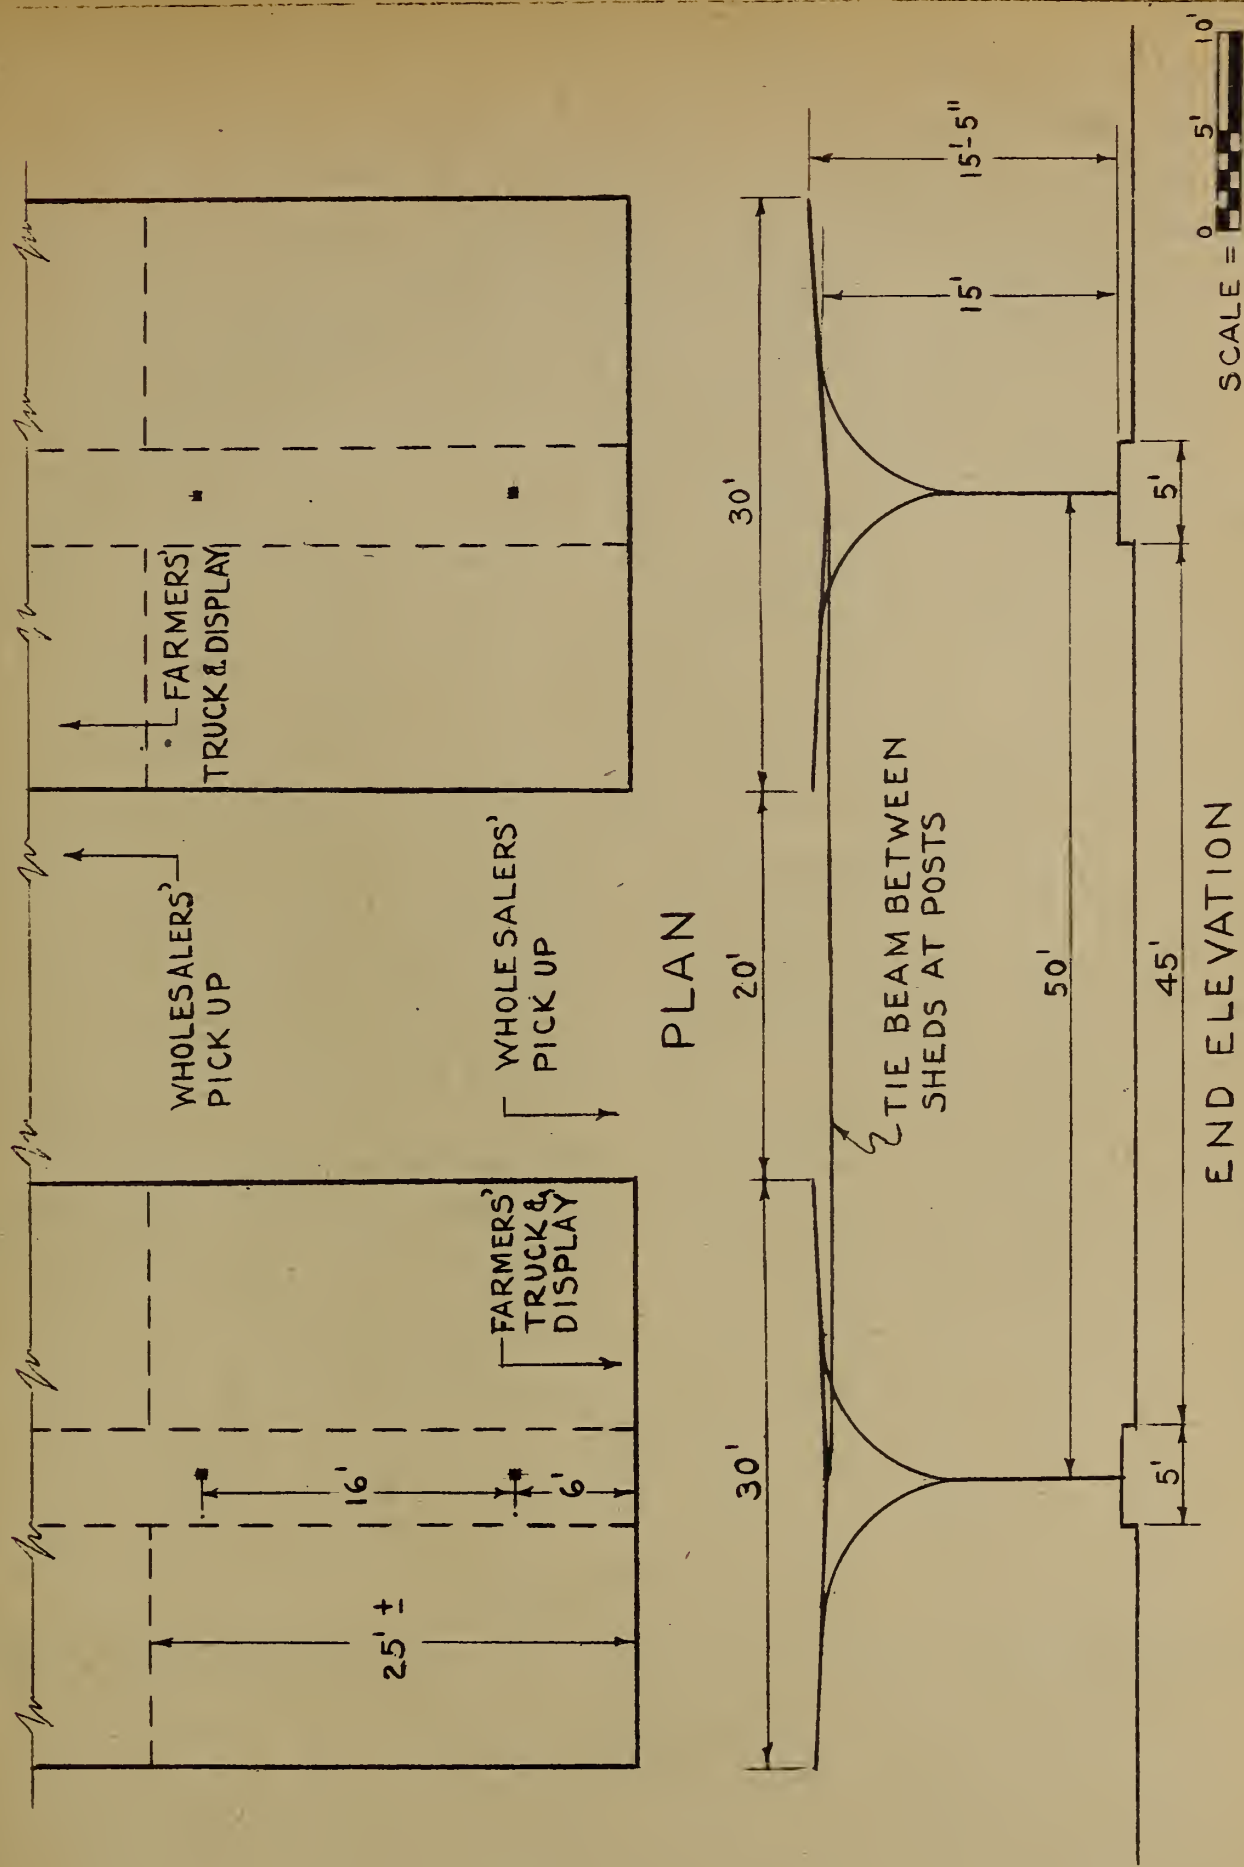 25' ±
16'
6'
FARMERS'
TRUCK &
DISPLAY
WHOLESALERS'
PICK UP
WHOLESALERS'
PICK UP
FARMERS'
TRUCK & DISPLAY
PLAN
30'
20'
30'
TIE BEAM BETWEEN
SHEDS AT POSTS
15'
15'-5"
50'
5'
45'
5'
END ELEVATION
SCALE =
0 5' 10'